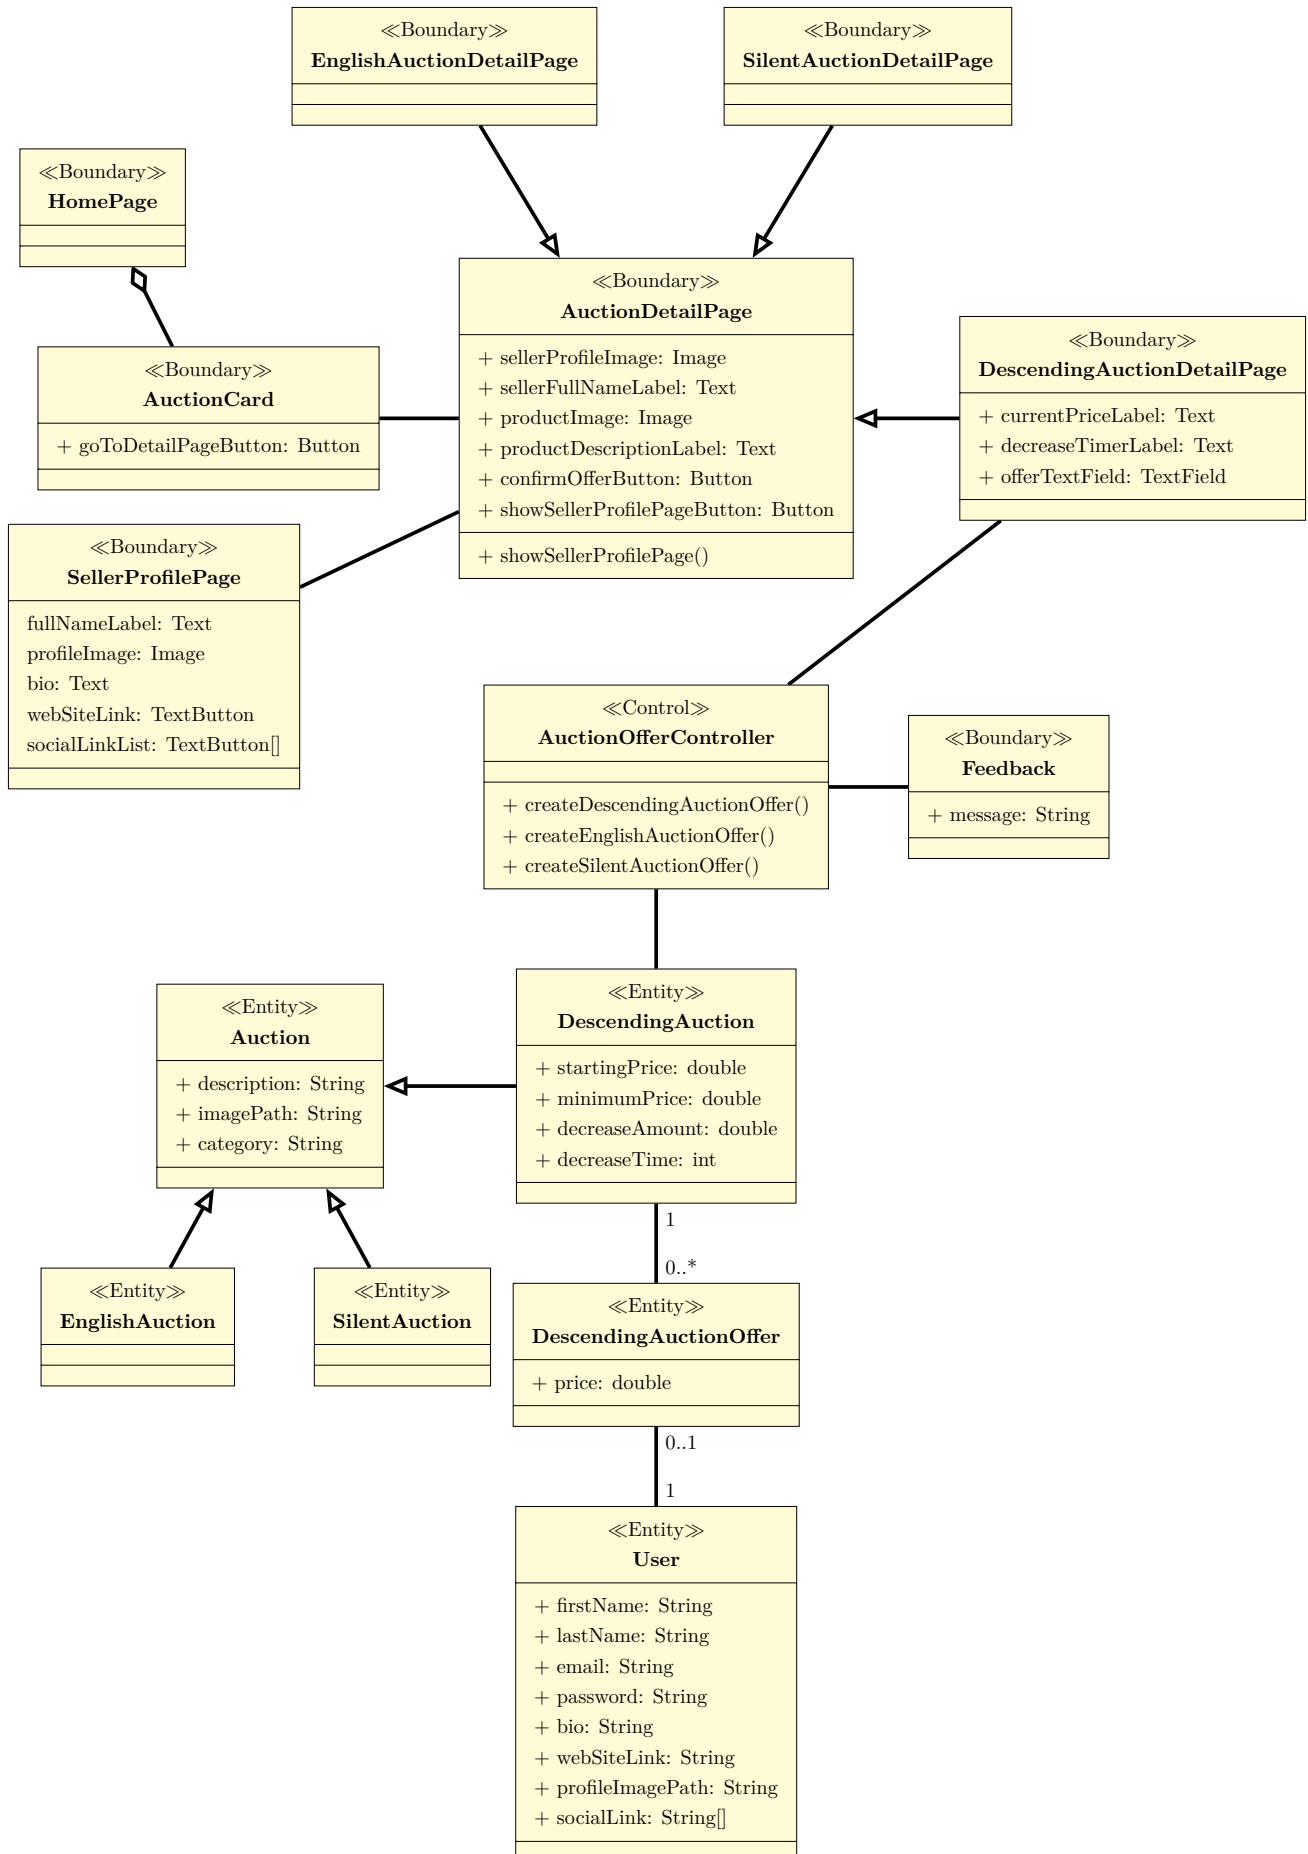 ≪Boundary≫
EnglishAuctionDetailPage
≪Boundary≫
SilentAuctionDetailPage
≪Boundary≫
HomePage
≪Boundary≫
AuctionCard
+ goToDetailPageButton: Button
≪Boundary≫
AuctionDetailPage
+ sellerProfileImage: Image
+ sellerFullNameLabel: Text
+ productImage: Image
+ productDescriptionLabel: Text
+ confirmOfferButton: Button
+ showSellerProfilePageButton: Button
+ showSellerProfilePage()
≪Boundary≫
DescendingAuctionDetailPage
+ currentPriceLabel: Text
+ decreaseTimerLabel: Text
+ offerTextField: TextField
≪Boundary≫
SellerProfilePage
fullNameLabel: Text
profileImage: Image
bio: Text
webSiteLink: TextButton
socialLinkList: TextButton[]
≪Control≫
AuctionOfferController
+ createDescendingAuctionOffer()
+ createEnglishAuctionOffer()
+ createSilentAuctionOffer()
≪Boundary≫
Feedback
+ message: String
≪Entity≫
Auction
+ description: String
+ imagePath: String
+ category: String
≪Entity≫
DescendingAuction
+ startingPrice: double
+ minimumPrice: double
+ decreaseAmount: double
+ decreaseTime: int
1
0..*
≪Entity≫
EnglishAuction
≪Entity≫
SilentAuction
≪Entity≫
DescendingAuctionOffer
+ price: double
0..1
1
≪Entity≫
User
+ firstName: String
+ lastName: String
+ email: String
+ password: String
+ bio: String
+ webSiteLink: String
+ profileImagePath: String
+ socialLink: String[]